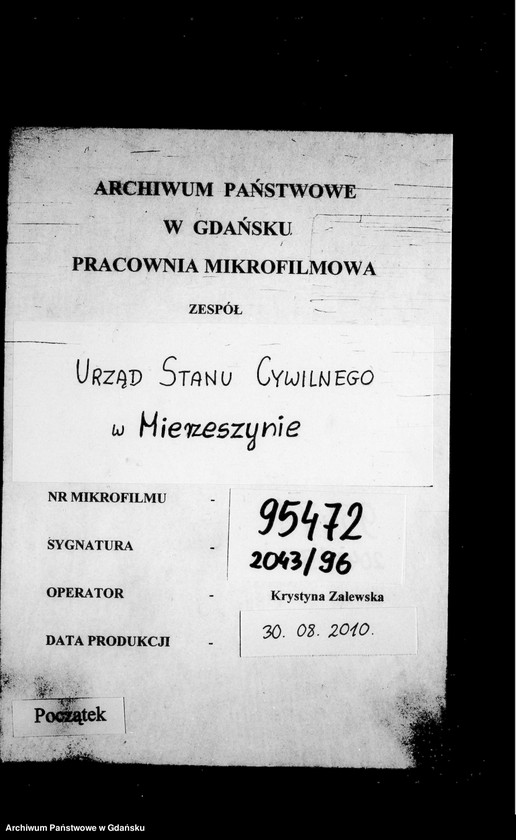 ARCHIWUM PAŃSTWOWE
W GDAŃSKU
PRACOWNIA MIKROFILMOWA
ZESPÓŁ
URZĄD STANU CYWILNEGO
w Mierzeszynie
NR MIKROFILMU - 95472
SYGNATURA - 2043/96
OPERATOR - Krystyna Zalewska
DATA PRODUKCJI - 30. 08. 2010.
Początek
Archiwum Państwowe w Gdańsku